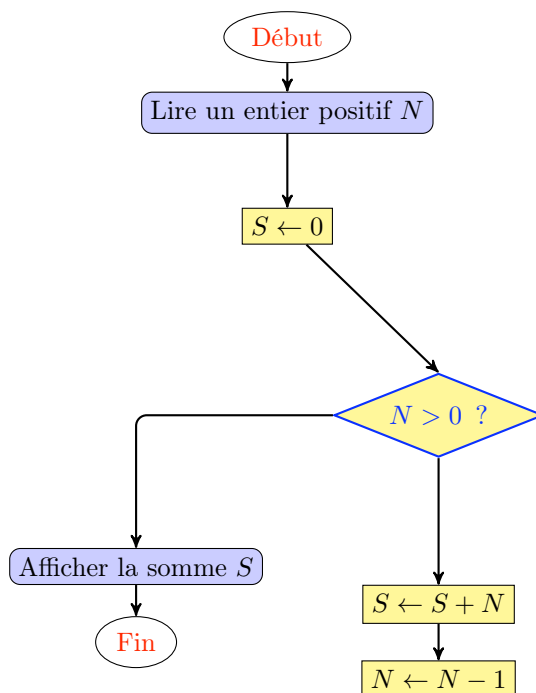 Début
Lire un entier positif N
S ← 0
N > 0 ?
Afficher la somme S
S ← S + N
Fin
N ← N − 1